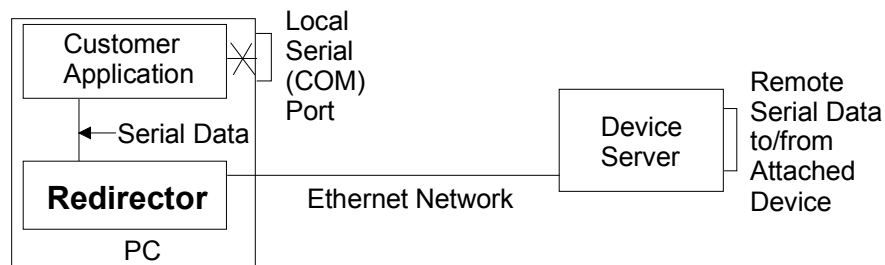 Customer
Application
Local
Serial
(COM)
Port
Serial Data
Redirector
PC
Ethernet Network
Device
Server
Remote
Serial Data
to/from
Attached
Device